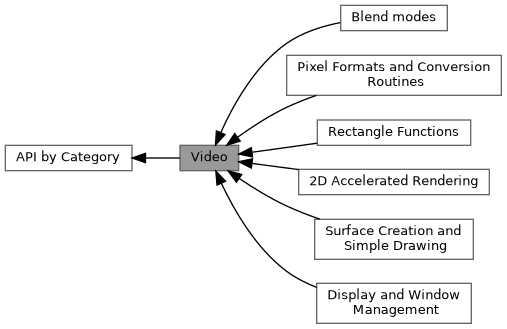 Blend modes
Pixel Formats and Conversion
Routines
Rectangle Functions
API by Category
Video
2D Accelerated Rendering
Surface Creation and
Simple Drawing
Display and Window
Management